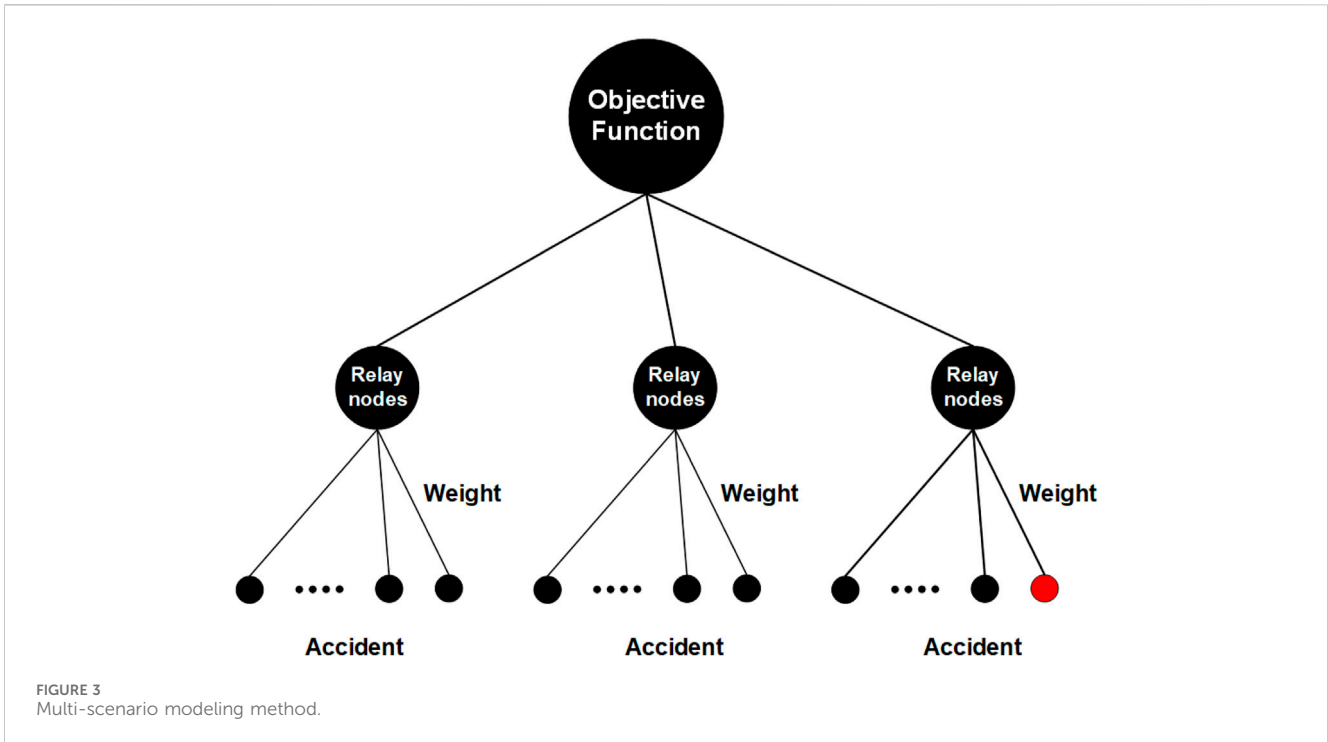 Objective
Function
Relay
nodes
Relay
nodes
Relay
nodes
Weight
Weight
Weight
Accident
Accident
Accident
FIGURE 3
Multi-scenario modeling method.